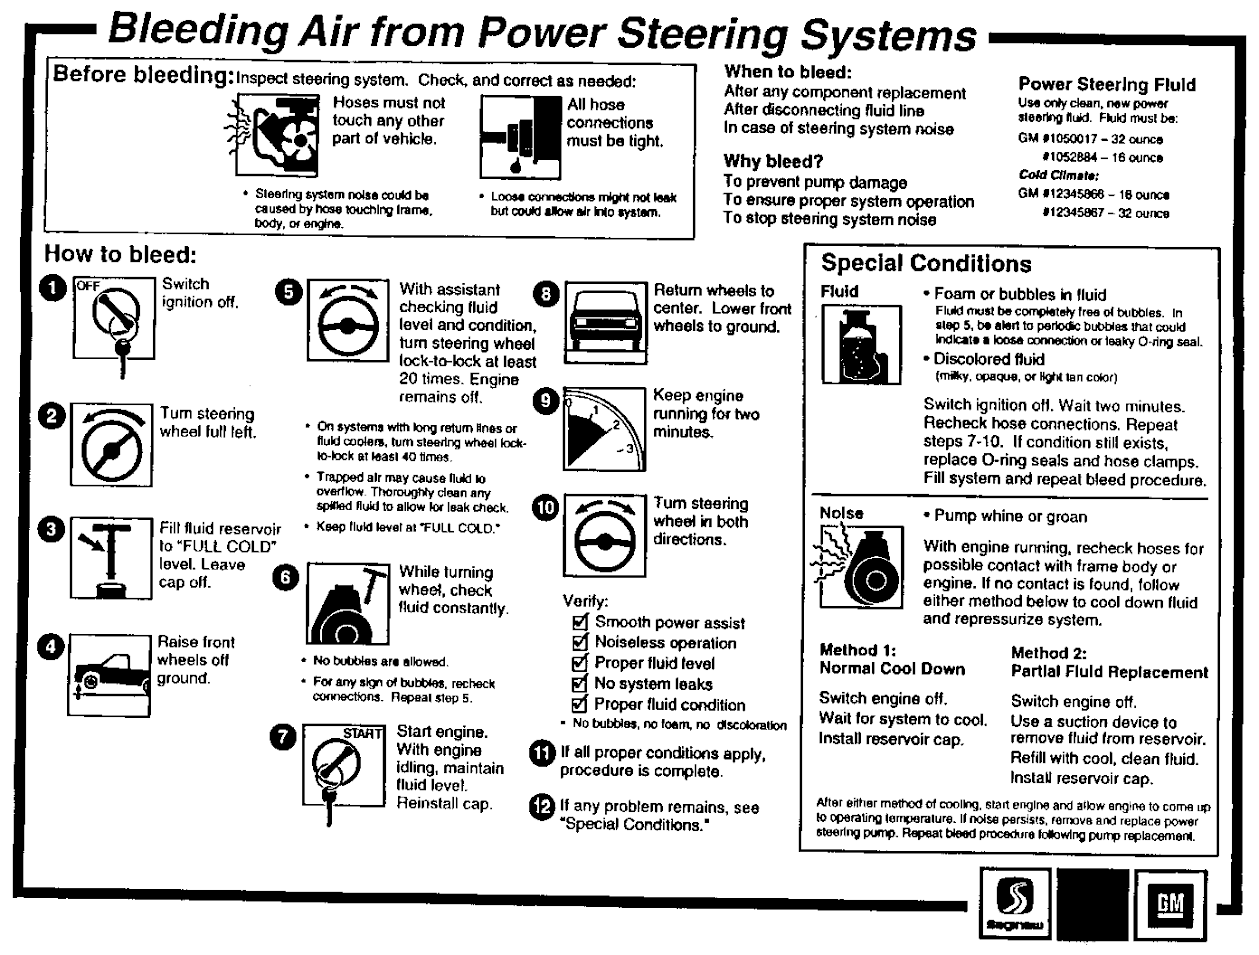 Bleeding Air from Power Steering Systems
Before bleeding: Inspect steering system. Check, and correct as needed:
Hoses must not
touch any other
part of vehicle.
• Steering system noise could be
caused by hose touching frame,
body, or engine.
All hose
connections
must be tight.
• Loose connections might not leak
but could allow air into system.
When to bleed:
After any component replacement
After disconnecting fluid line
In case of steering system noise
Why bleed?
To prevent pump damage
To ensure proper system operation
To stop steering system noise
Power Steering Fluid
Use only clean, new power
steering fluid. Fluid must be:
GM #1050017 – 32 ounce
#1052884 – 16 ounce
Cold Climate:
GM #12345866 – 16 ounce
#12345867 – 32 ounce
How to bleed:
1
OFF
Switch
ignition off.
2
Turn steering
wheel full left.
3
Fill fluid reservoir
to "FULL COLD"
level. Leave
cap off.
4
Raise front
wheels off
ground.
5
With assistant
checking fluid
level and condition,
turn steering wheel
lock-to-lock at least
20 times. Engine
remains off.
• On systems with long return lines or
fluid coolers, turn steering wheel lock-
to-lock at least 40 times.
• Trapped air may cause fluid to
overflow. Thoroughly clean any
spilled fluid to allow for leak check.
• Keep fluid level at "FULL COLD."
6
While turning
wheel, check
fluid constantly.
• No bubbles are allowed.
• For any sign of bubbles, recheck
connections. Repeat step 5.
7
START
Start engine.
With engine
idling, maintain
fluid level.
Reinstall cap.
8
Return wheels to
center. Lower front
wheels to ground.
9
0
1
2
3
Keep engine
running for two
minutes.
10
Turn steering
wheel in both
directions.
Verify:
Smooth power assist
Noiseless operation
Proper fluid level
No system leaks
Proper fluid condition
• No bubbles, no foam, no discoloration
11 If all proper conditions apply,
procedure is complete.
12 If any problem remains, see
"Special Conditions."
Special Conditions
Fluid
• Foam or bubbles in fluid
Fluid must be completely free of bubbles. In
step 5, be alert to periodic bubbles that could
indicate a loose connection or leaky O-ring seal.
• Discolored fluid
(milky, opaque, or light tan color)
Switch ignition off. Wait two minutes.
Recheck hose connections. Repeat
steps 7-10. If condition still exists,
replace O-ring seals and hose clamps.
Fill system and repeat bleed procedure.
Noise
• Pump whine or groan
With engine running, recheck hoses for
possible contact with frame body or
engine. If no contact is found, follow
either method below to cool down fluid
and repressurize system.
Method 1:
Normal Cool Down
Switch engine off.
Wait for system to cool.
Install reservoir cap.
Method 2:
Partial Fluid Replacement
Switch engine off.
Use a suction device to
remove fluid from reservoir.
Refill with cool, clean fluid.
Install reservoir cap.
After either method of cooling, start engine and allow engine to come up
to operating temperature. If noise persists, remove and replace power
steering pump. Repeat bleed procedure following pump replacement.
Saginaw
GM